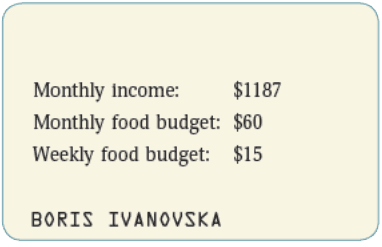 Monthly income: $1187
Monthly food budget: $60
Weekly food budget: $15
BORIS IVANOVSKA